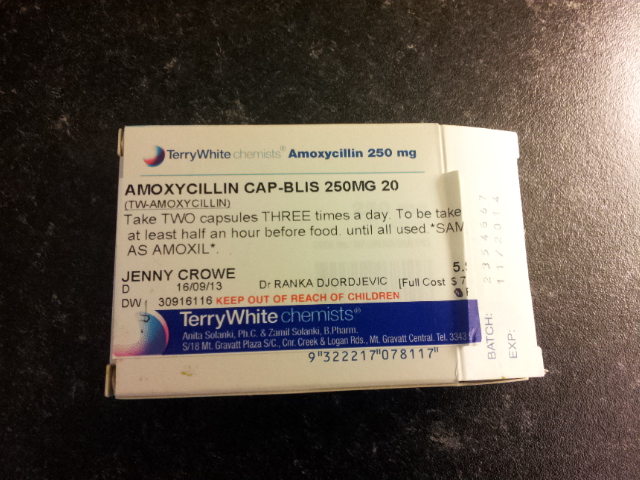 TerryWhite chemists® Amoxycillin 250 mg
AMOXYCILLIN CAP-BLIS 250MG 20
(TW-AMOXYCILLIN)
Take TWO capsules THREE times a day. To be take
at least half an hour before food. until all used.*SAM
AS AMOXIL*.
JENNY CROWE 5.
D 16/09/13 Dr RANKA DJORDJEVIC [Full Cost $7
DW 30916116 KEEP OUT OF REACH OF CHILDREN
TerryWhite chemists®
Anita Solanki, Ph.C. & Zamil Solanki, B.Pharm.
S/18 Mt. Gravatt Plaza S/C., Cnr. Creek & Logan Rds., Mt. Gravatt Central. Tel. 3343
9"322217"078117"
BATCH:
EXP: 11/2014